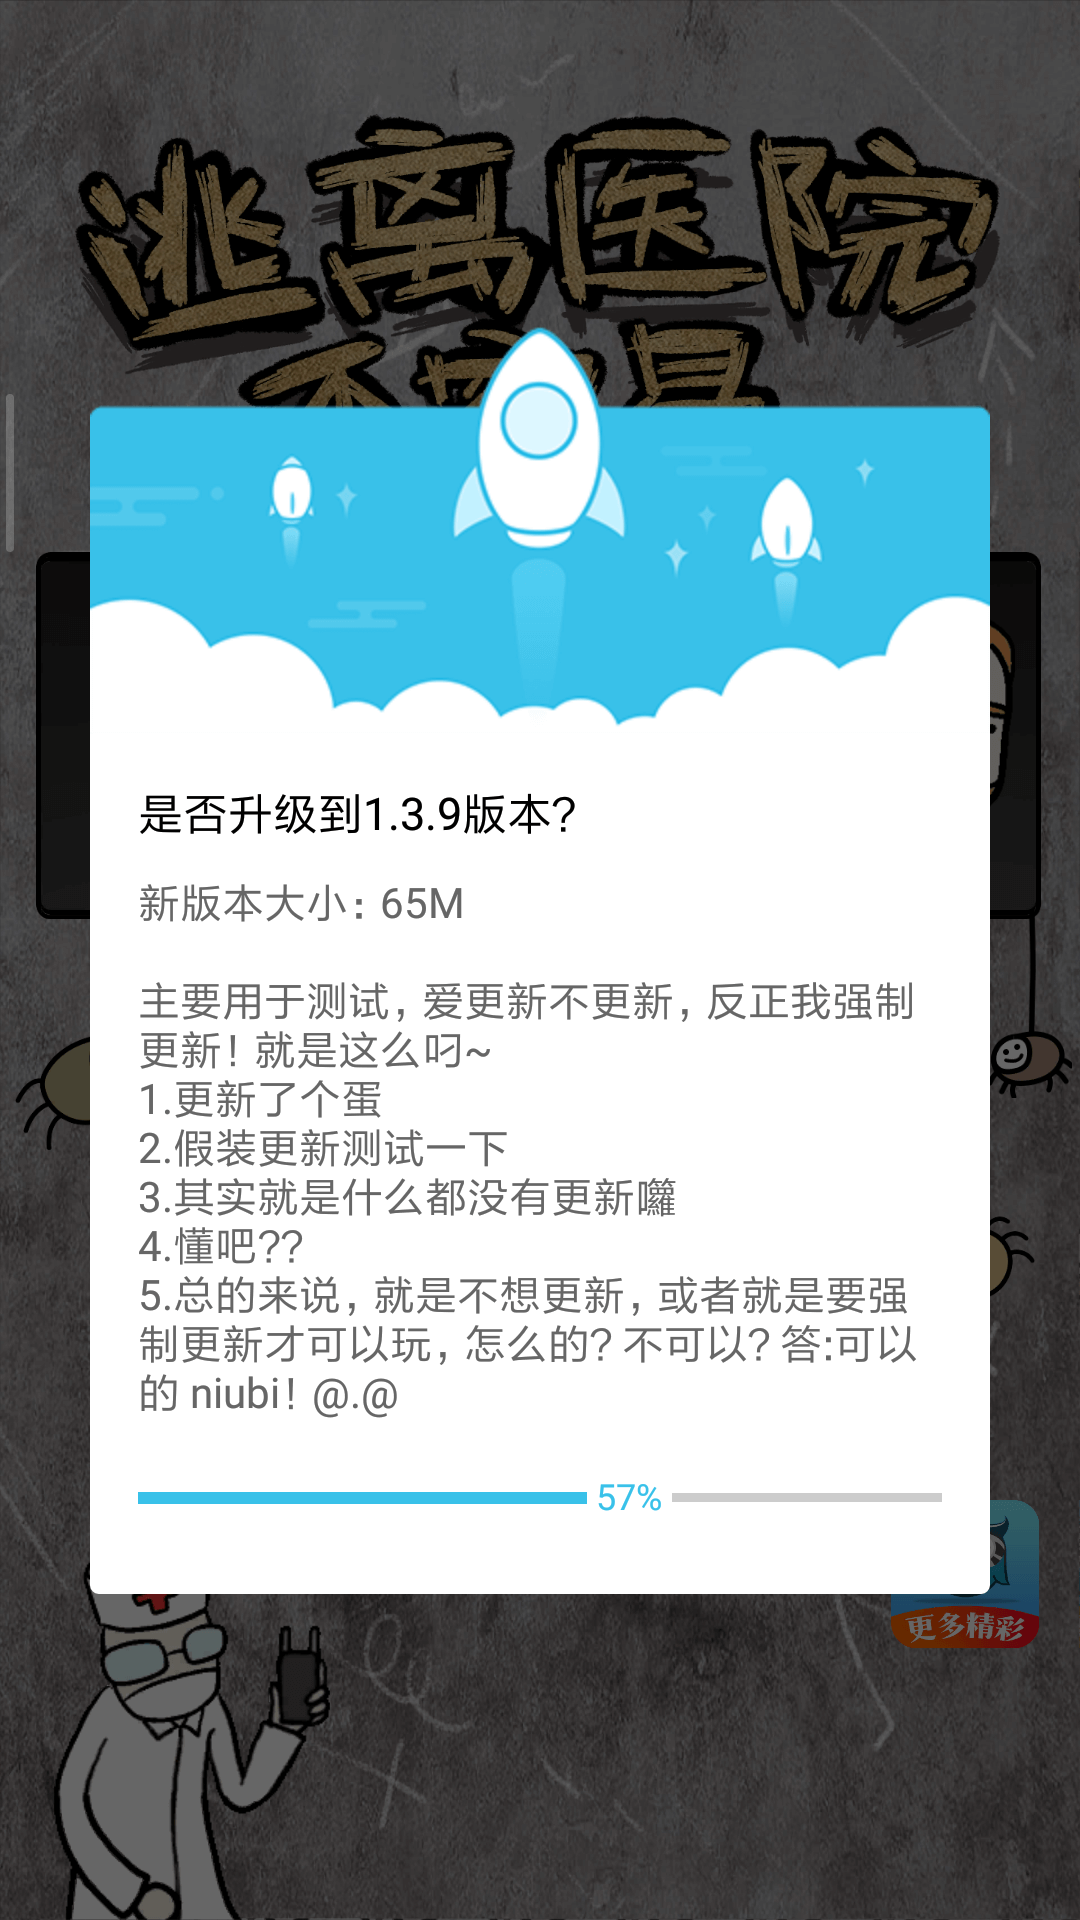 逃离医院
是否升级到1.3.9版本?
新版本大小：65M
主要用于测试，爱更新不更新，反正我强制
更新！就是这么叼~
1.更新了个蛋
2.假装更新测试一下
3.其实就是什么都没有更新囖
4.懂吧??
5.总的来说，就是不想更新，或者就是要强
制更新才可以玩，怎么的? 不可以? 答:可以
的 niubi！@.@
57%
更多精彩